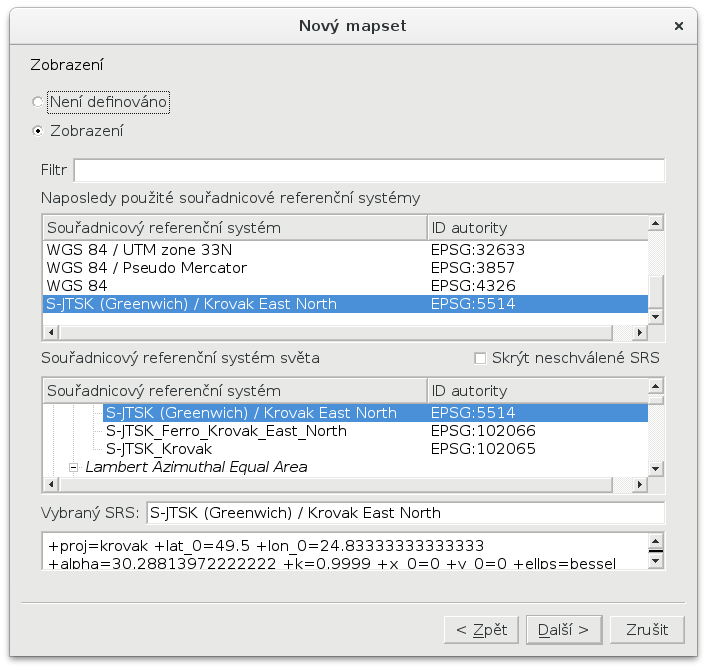 Nový mapset
Zobrazení
Není definováno
Zobrazení
Filtr
Naposledy použité souřadnicové referenční systémy
Souřadnicový referenční systém ID autority
WGS 84 / UTM zone 33N EPSG:32633
WGS 84 / Pseudo Mercator EPSG:3857
WGS 84 EPSG:4326
S-JTSK (Greenwich) / Krovak East North EPSG:5514
Souřadnicový referenční systém světa Skrýt neschválené SRS
Souřadnicový referenční systém ID autority
S-JTSK (Greenwich) / Krovak East North EPSG:5514
S-JTSK_Ferro_Krovak_East_North EPSG:102066
S-JTSK_Krovak EPSG:102065
Lambert Azimuthal Equal Area
Vybraný SRS: S-JTSK (Greenwich) / Krovak East North
+proj=krovak +lat_0=49.5 +lon_0=24.83333333333333
+alpha=30.28813972222222 +k=0.9999 +x_0=0 +y_0=0 +ellps=bessel
< Zpět Další > Zrušit